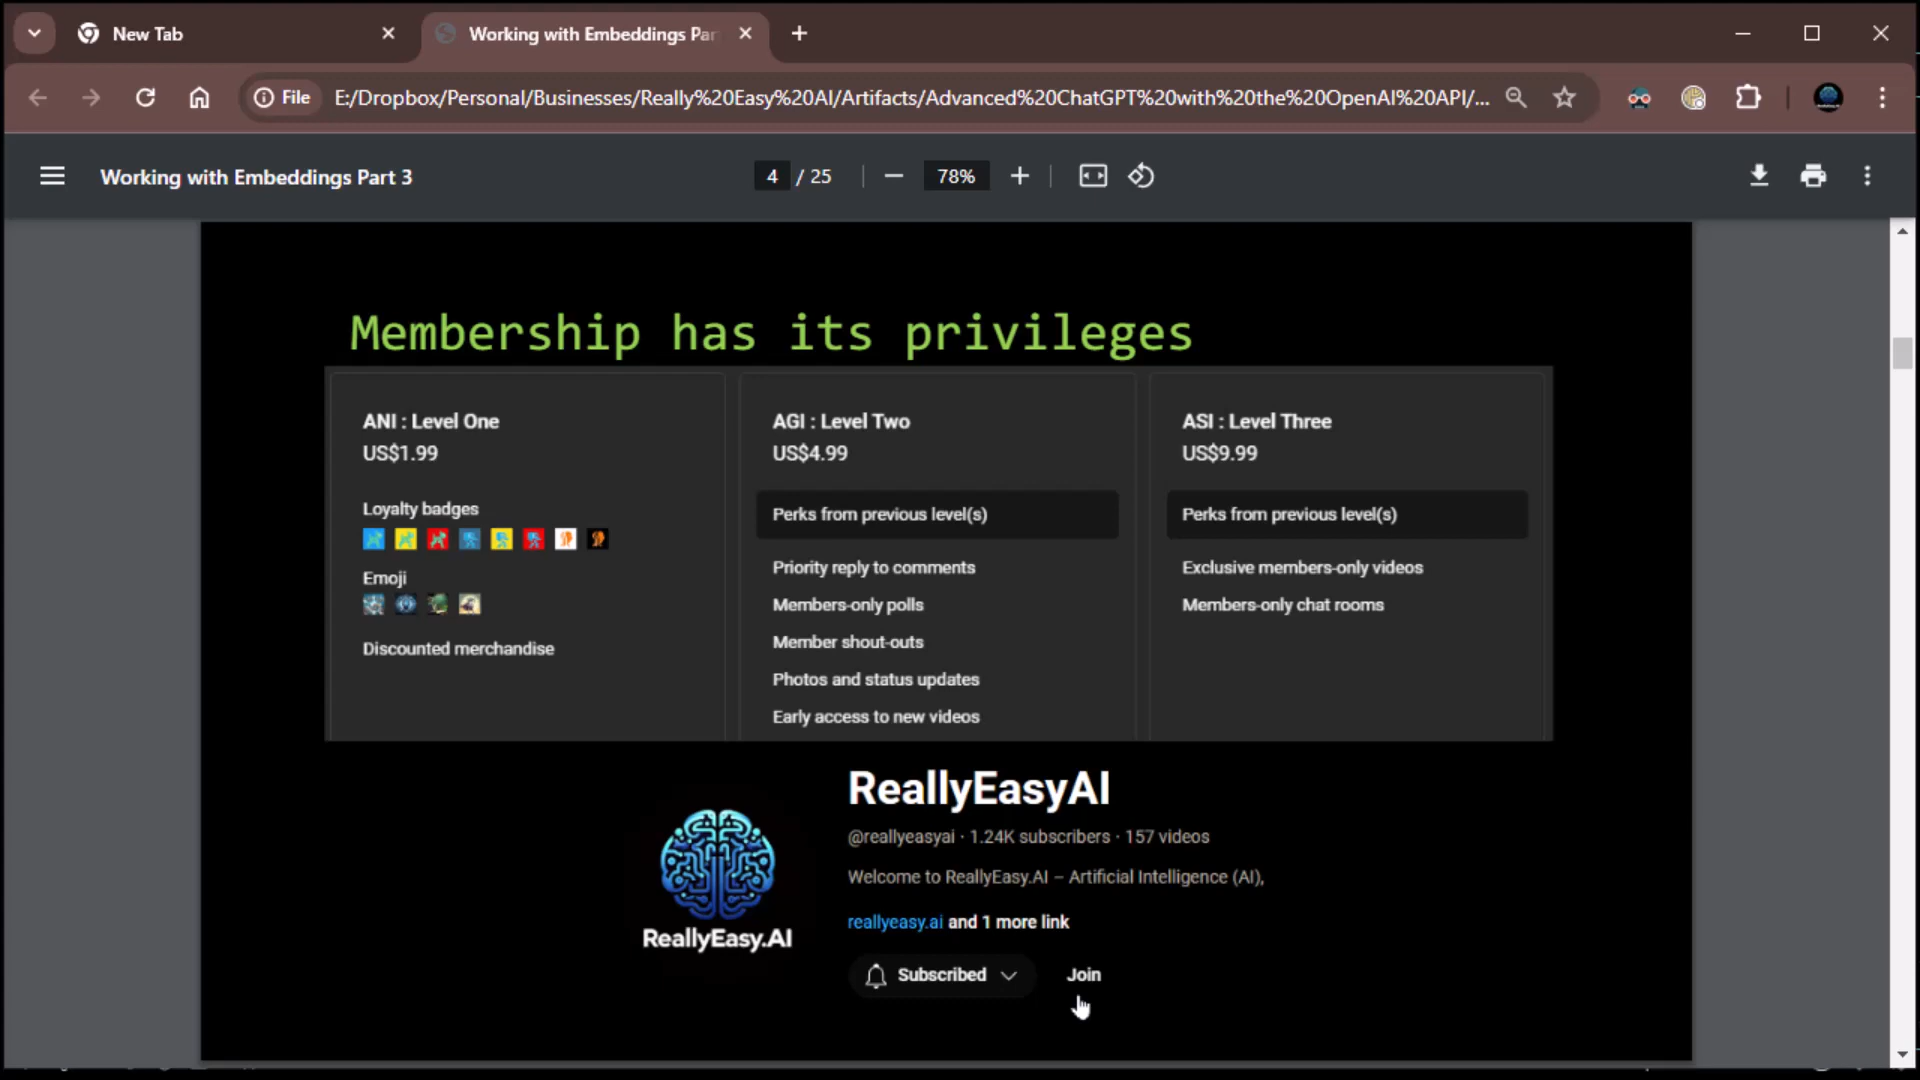 New Tab
Working with Embeddings Par
File
E:/Dropbox/Personal/Businesses/Really%20Easy%20AI/Artifacts/Advanced%20ChatGPT%20with%20the%20OpenAI%20API/...
Working with Embeddings Part 3
4 / 25
78%
Membership has its privileges
ANI : Level One
US$1.99
Loyalty badges
Emoji
Discounted merchandise
AGI : Level Two
US$4.99
Perks from previous level(s)
Priority reply to comments
Members-only polls
Member shout-outs
Photos and status updates
Early access to new videos
ASI : Level Three
US$9.99
Perks from previous level(s)
Exclusive members-only videos
Members-only chat rooms
ReallyEasy.AI
ReallyEasyAI
@reallyeasyai · 1.24K subscribers · 157 videos
Welcome to ReallyEasy.AI – Artificial Intelligence (AI),
reallyeasy.ai and 1 more link
Subscribed
Join